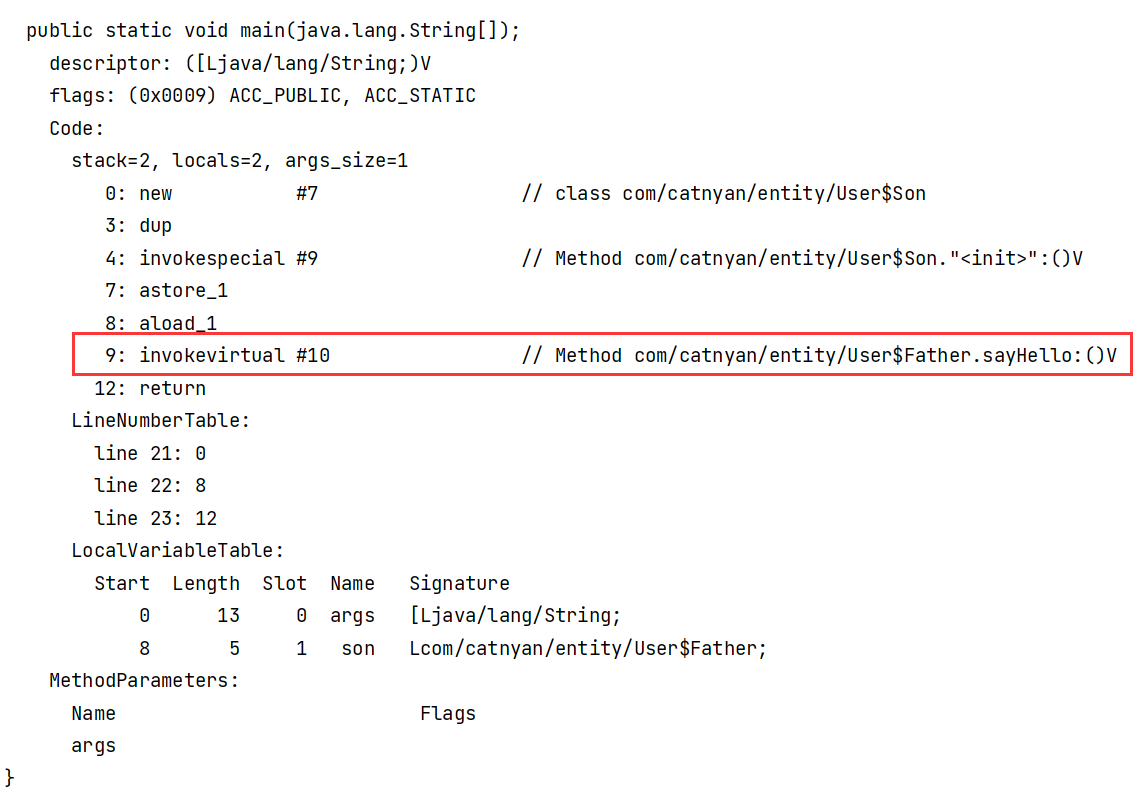 public static void main(java.lang.String[]);
descriptor: ([Ljava/lang/String;)V
flags: (0x0009) ACC_PUBLIC, ACC_STATIC
Code:
stack=2, locals=2, args_size=1
0: new #7 // class com/catnyan/entity/User$Son
3: dup
4: invokespecial #9 // Method com/catnyan/entity/User$Son."<init>":()V
7: astore_1
8: aload_1
9: invokevirtual #10 // Method com/catnyan/entity/User$Father.sayHello:()V
12: return
LineNumberTable:
line 21: 0
line 22: 8
line 23: 12
LocalVariableTable:
Start Length Slot Name Signature
0 13 0 args [Ljava/lang/String;
8 5 1 son Lcom/catnyan/entity/User$Father;
MethodParameters:
Name Flags
args
}